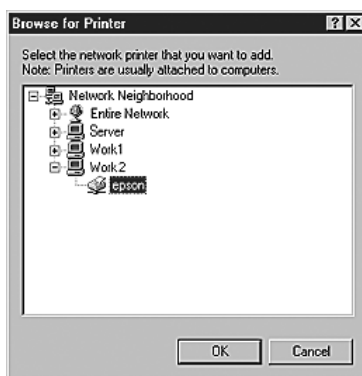 Browse for Printer
Select the network printer that you want to add.
Note: Printers are usually attached to computers.
Network Neighborhood
Entire Network
Server
Work1
Work2
epson
OK
Cancel